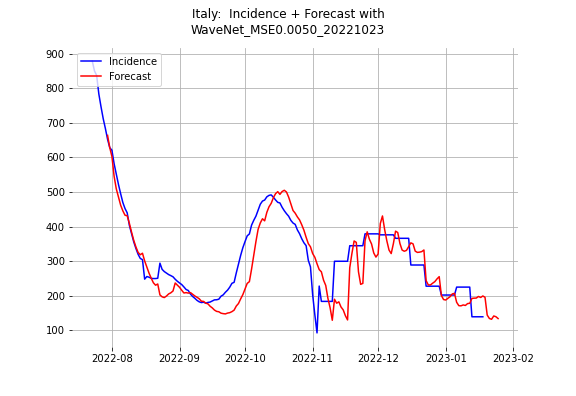 Italy:  Incidence + Forecast with
WaveNet_MSE0.0050_20221023
900
800
700
600
500
400
300
200
100
Incidence
Forecast
2022-08 2022-09 2022-10 2022-11 2022-12 2023-01 2023-02